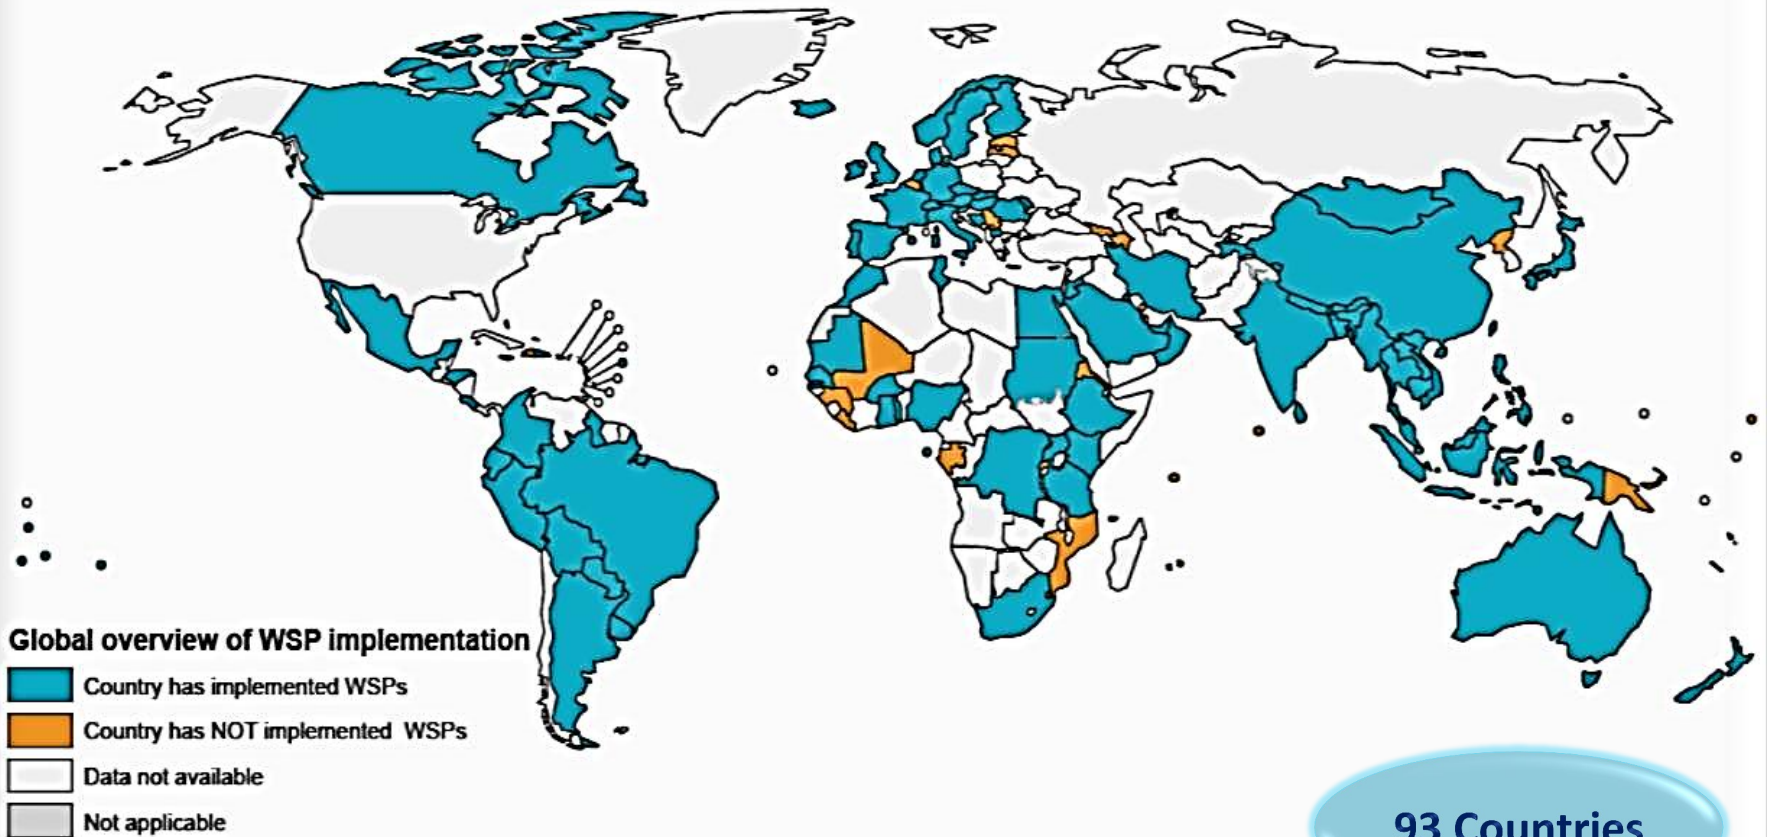 Global overview of WSP implementation
Country has implemented WSPs
Country has NOT implemented WSPs
Data not available
Not applicable
93 Countries